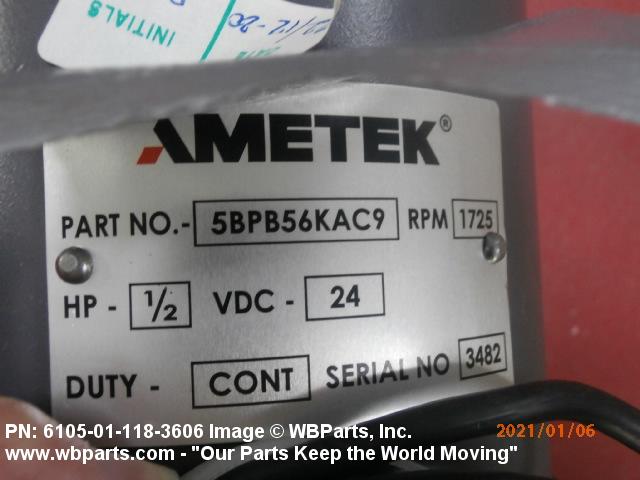 INITIALS
DATE
AMETEK®
PART NO.- 5BPB56KAC9 RPM 1725
HP - 1/2 VDC - 24
DUTY - CONT SERIAL NO 3482
PN: 6105-01-118-3606 Image © WBParts, Inc. 2021/01/06
www.wbparts.com - "Our Parts Keep the World Moving"